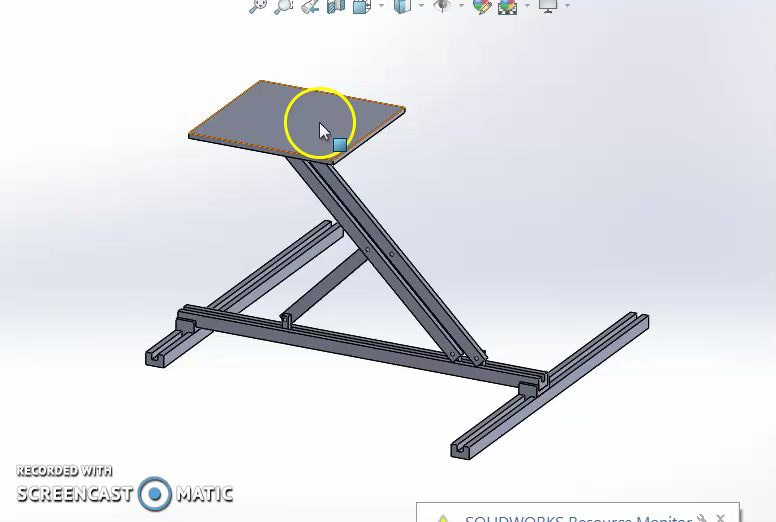 RECORDED WITH
SCREENCAST MATIC
SOLIDWORKS Resource Monitor